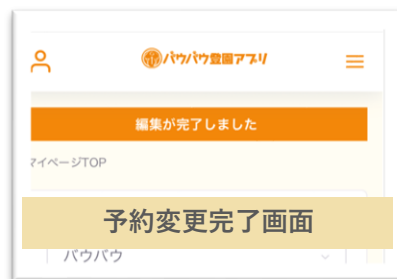 パウパウ登園アプリ
編集が完了しました
マイページTOP
予約変更完了画面
パウパウ